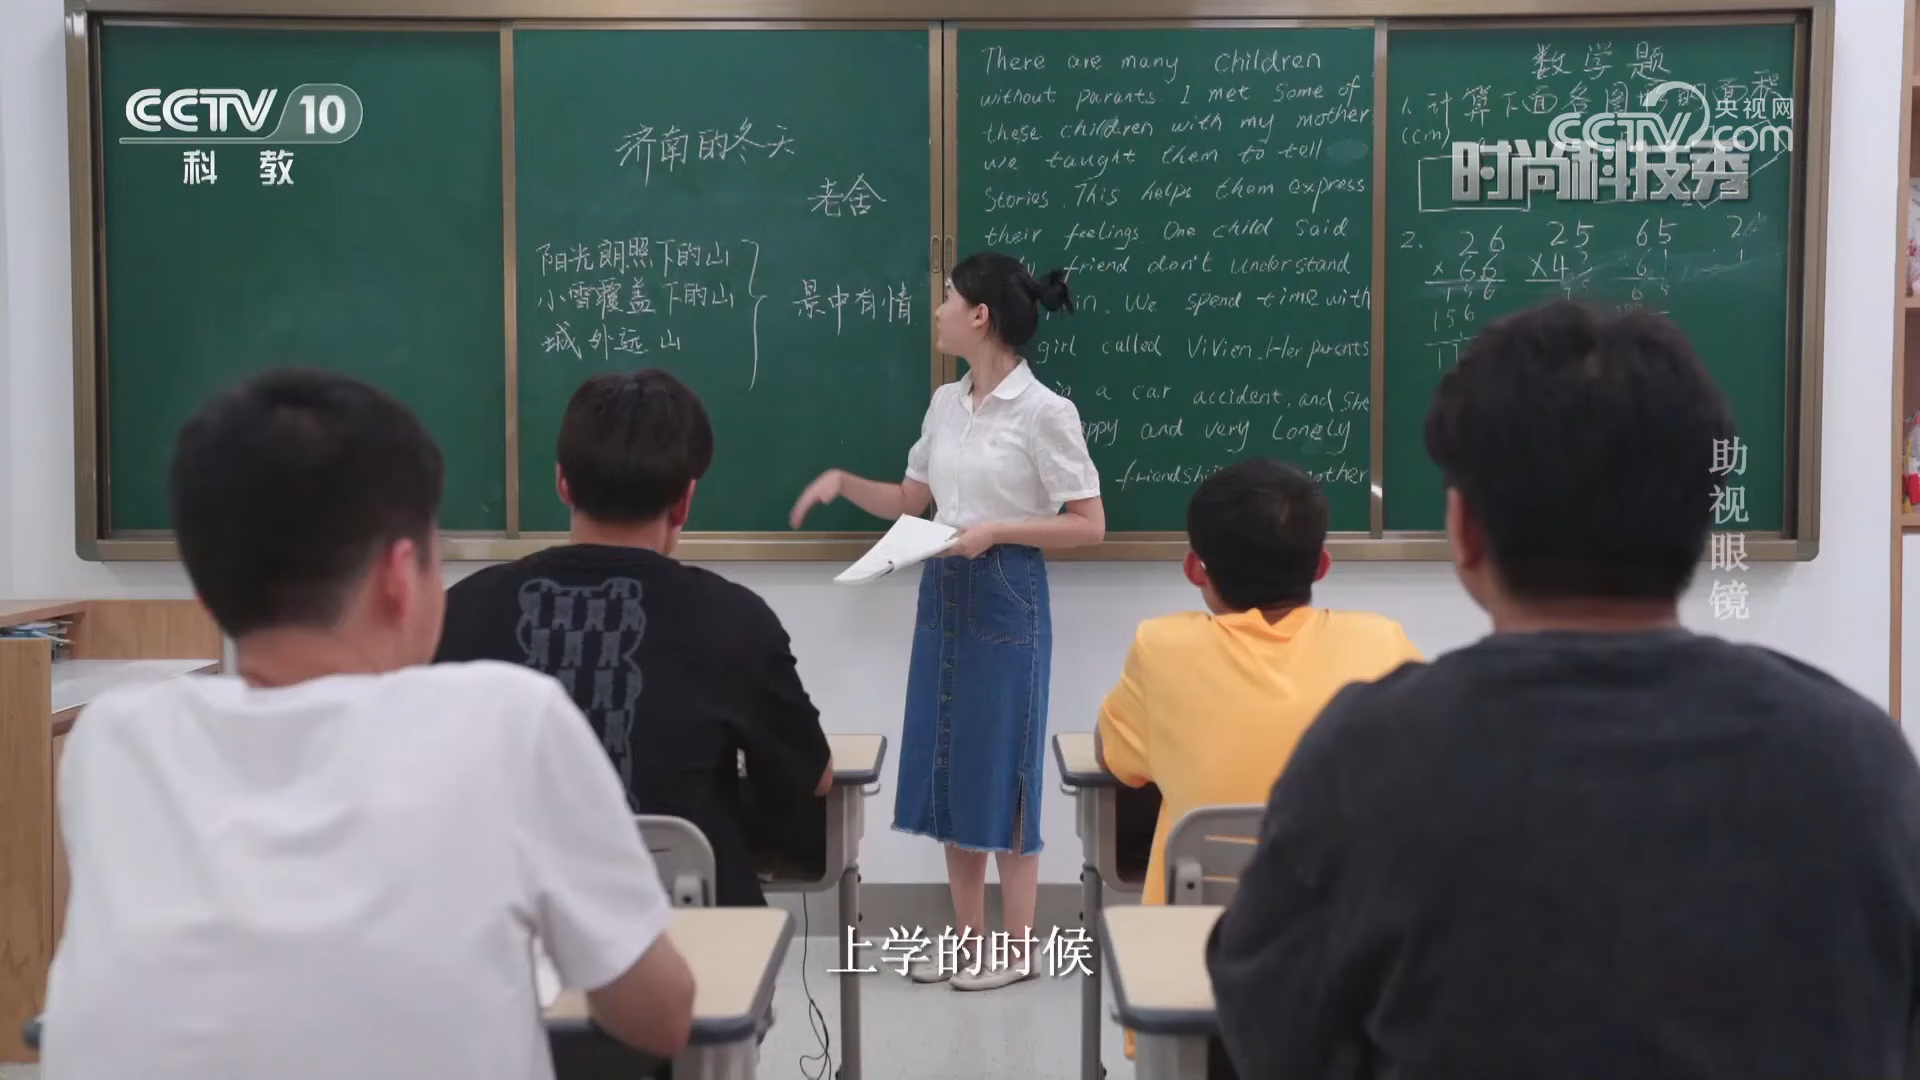 CCTV 10
科教
济南的冬天
老舍
阳光朗照下的山
小雪覆盖下的山
城外远山
景中有情
There are many children
without parants. I met some of
these children with my mother.
we taught them to tell
Stories. This helps them express
their feelings. One child said
friend don't understand
We spend time with
girl called Vivien. Her parents
in a car accident, and she
and very Lonely
数学题
1.计算下面各图形的面积
(cm)
2. 26 25 65
×66 ×4
156
156
央视网
CCTV.com
时尚科技秀
助视眼镜
上学的时候